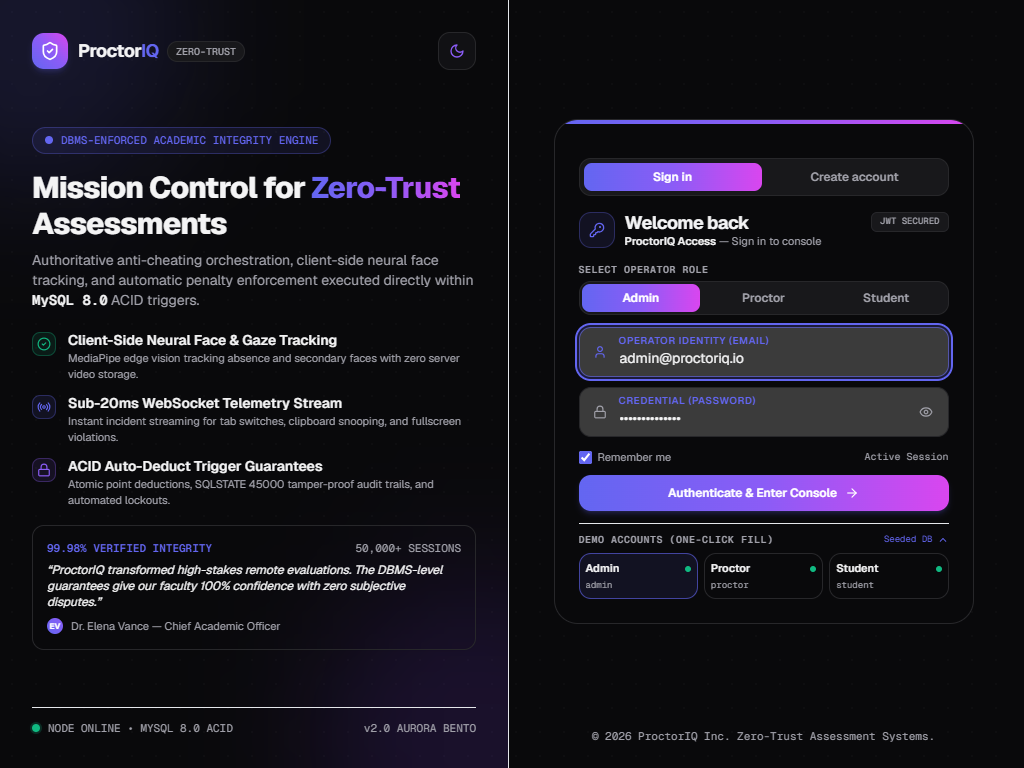 ProctorIQ ZERO-TRUST
DBMS-ENFORCED ACADEMIC INTEGRITY ENGINE
Mission Control for Zero-Trust
Assessments
Authoritative anti-cheating orchestration, client-side neural face
tracking, and automatic penalty enforcement executed directly within
MySQL 8.0 ACID triggers.
Client-Side Neural Face & Gaze Tracking
MediaPipe edge vision tracking absence and secondary faces with zero server
video storage.
Sub-20ms WebSocket Telemetry Stream
Instant incident streaming for tab switches, clipboard snooping, and fullscreen
violations.
ACID Auto-Deduct Trigger Guarantees
Atomic point deductions, SQLSTATE 45000 tamper-proof audit trails, and
automated lockouts.
99.98% VERIFIED INTEGRITY 50,000+ SESSIONS
“ProctorIQ transformed high-stakes remote evaluations. The DBMS-level
guarantees give our faculty 100% confidence with zero subjective
disputes.”
EV Dr. Elena Vance — Chief Academic Officer
NODE ONLINE • MYSQL 8.0 ACID v2.0 AURORA BENTO
Sign in Create account
Welcome back JWT SECURED
ProctorIQ Access — Sign in to console
SELECT OPERATOR ROLE
Admin Proctor Student
OPERATOR IDENTITY (EMAIL)
admin@proctoriq.io
CREDENTIAL (PASSWORD)
••••••••••••••
Remember me Active Session
Authenticate & Enter Console →
DEMO ACCOUNTS (ONE-CLICK FILL) Seeded DB
Admin Proctor Student
admin proctor student
© 2026 ProctorIQ Inc. Zero-Trust Assessment Systems.